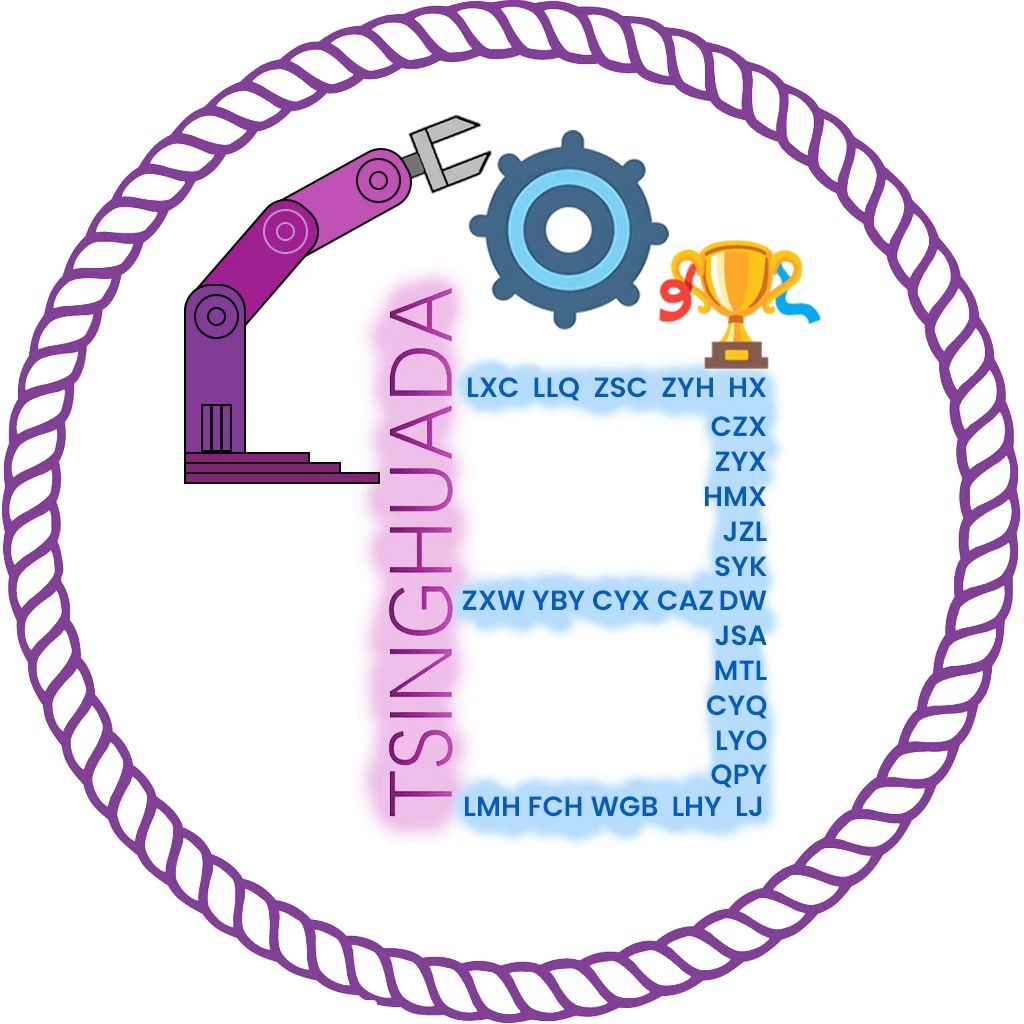 TSINGHUADA
LXC LLQ ZSC ZYH HX
CZX
ZYX
HMX
JZL
SYK
ZXW YBY CYX CAZ DW
JSA
MTL
CYQ
LYO
QPY
LMH FCH WGB LHY LJ